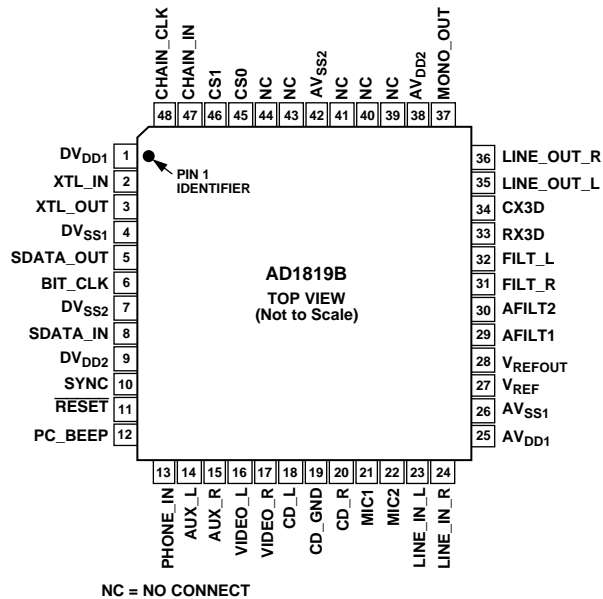 CHAIN_CLK
CHAIN_IN
CS1
CS0
NC
NC
AVSS2
NC
NC
NC
AVDD2
MONO_OUT
48 47 46 45 44 43 42 41 40 39 38 37
DVDD1 1
XTL_IN 2
XTL_OUT 3
DVSS1 4
SDATA_OUT 5
BIT_CLK 6
DVSS2 7
SDATA_IN 8
DVDD2 9
SYNC 10
RESET 11
PC_BEEP 12
PIN 1
IDENTIFIER
AD1819B
TOP VIEW
(Not to Scale)
36 LINE_OUT_R
35 LINE_OUT_L
34 CX3D
33 RX3D
32 FILT_L
31 FILT_R
30 AFILT2
29 AFILT1
28 VREFOUT
27 VREF
26 AVSS1
25 AVDD1
13 14 15 16 17 18 19 20 21 22 23 24
PHONE_IN
AUX_L
AUX_R
VIDEO_L
VIDEO_R
CD_L
CD_GND
CD_R
MIC1
MIC2
LINE_IN_L
LINE_IN_R
NC = NO CONNECT